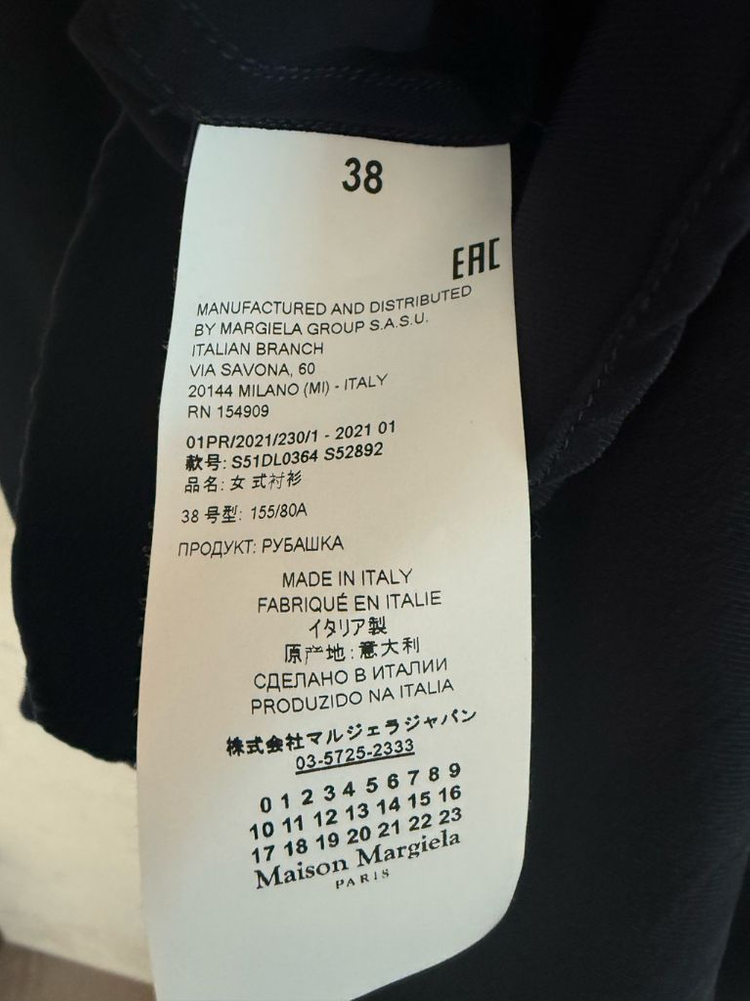 38
EAC
MANUFACTURED AND DISTRIBUTED
BY MARGIELA GROUP S.A.S.U.
ITALIAN BRANCH
VIA SAVONA, 60
20144 MILANO (MI) - ITALY
RN 154909
01PR/2021/230/1 - 2021 01
款号: S51DL0364 S52892
品名: 女式衬衫
38 号型: 155/80A
ПРОДУКТ: РУБАШКА
MADE IN ITALY
FABRIQUÉ EN ITALIE
イタリア製
原产地: 意大利
СДЕЛАНО В ИТАЛИИ
PRODUZIDO NA ITALIA
株式会社マルジェラジャパン
03-5725-2333
0 1 2 3 4 5 6 7 8 9
10 11 12 13 14 15 16
17 18 19 20 21 22 23
Maison Margiela
PARIS